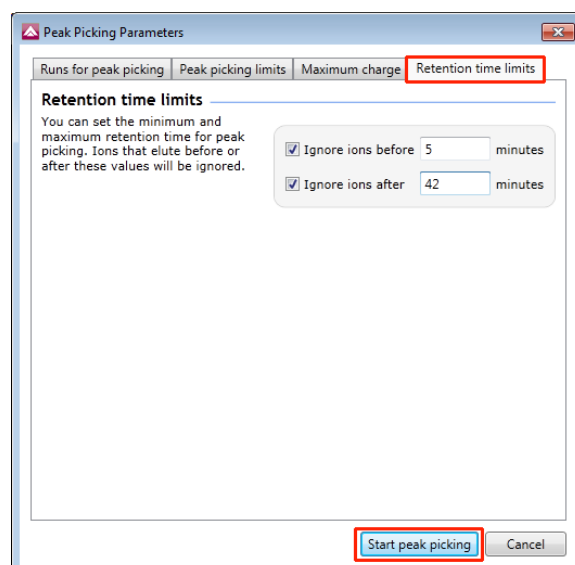 Peak Picking Parameters
Runs for peak picking Peak picking limits Maximum charge Retention time limits
Retention time limits
You can set the minimum and
maximum retention time for peak
picking. Ions that elute before or
after these values will be ignored.
Ignore ions before 5 minutes
Ignore ions after 42 minutes
Start peak picking Cancel